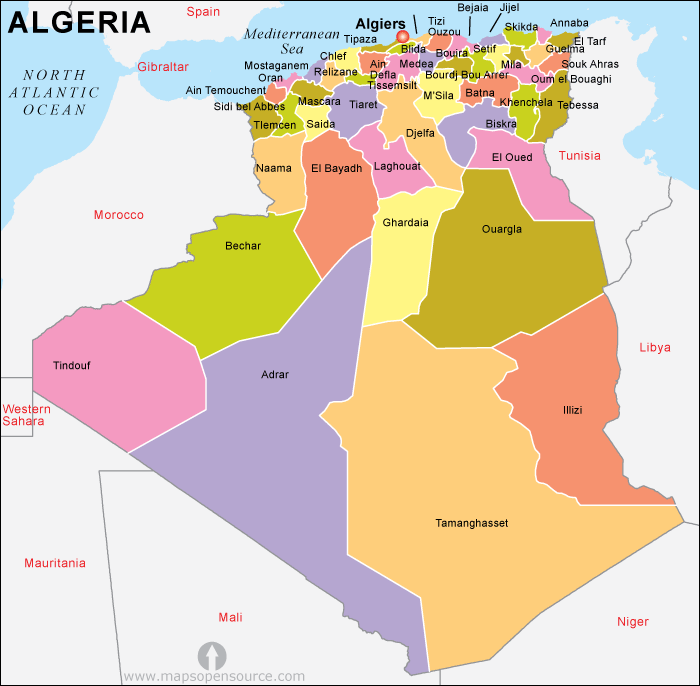 ALGERIA
Spain
Bejaia
Jijel
Tizi
Ouzou
Skikda
Annaba
Algiers
Mediterranean
Sea
Tipaza
Blida
Bouira
Setif
Ej Tarf
Guelma
Gibraltar
Mostaganem
Chlef
Ain
Defla
Medea
Mila
Souk Ahras
NORTH
ATLANTIC
OCEAN
Oran
Relizane
Tissemsilt
Bourdj Bou Arrer
Oum el Bouaghi
Ain Temouchent
Mascara
M'Sila
Batna
Khenchela
Tebessa
Sidi bel Abbes
Tiaret
Tlemcen
Saida
Djelfa
Biskra
Naama
El Bayadh
Laghouat
El Oued
Tunisia
Morocco
Ghardaia
Ouargla
Bechar
Libya
Tindouf
Adrar
Illizi
Western
Sahara
Tamanghasset
Mauritania
Mali
Niger
www.mapsopensource.com